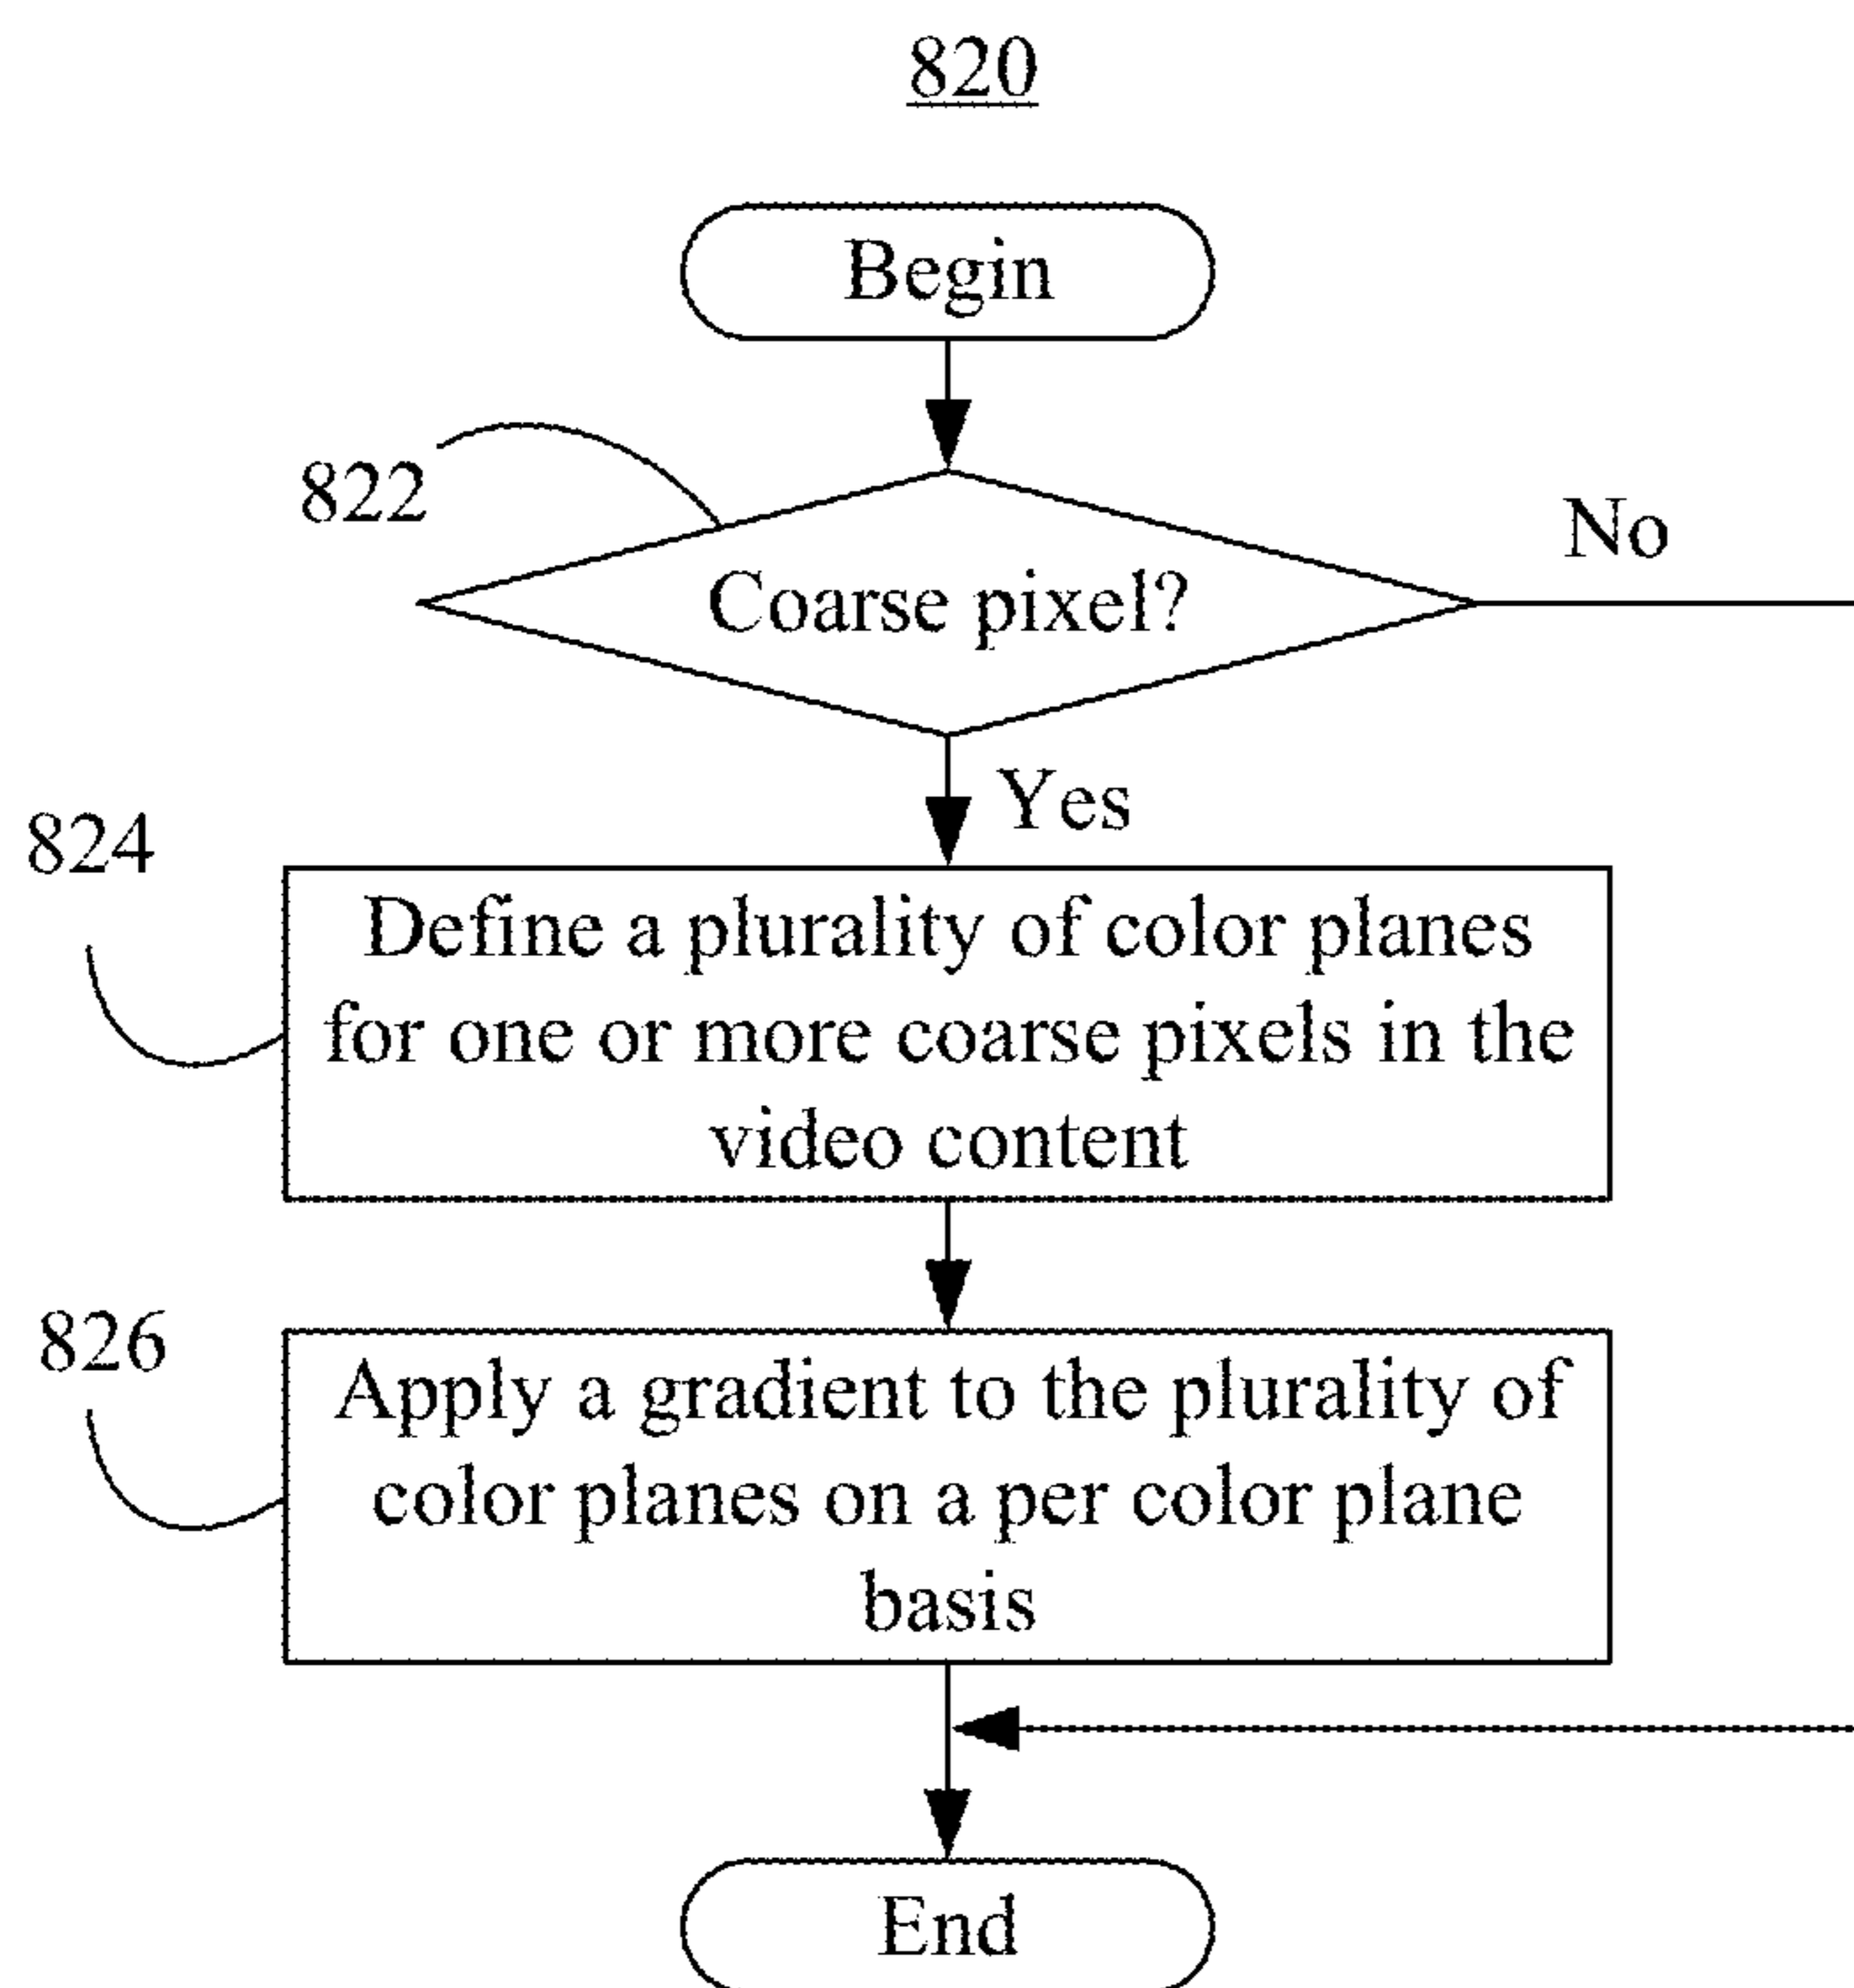 820
Begin
822
Coarse pixel?
No
Yes
824
Define a plurality of color planes
for one or more coarse pixels in the
video content
826
Apply a gradient to the plurality of
color planes on a per color plane
basis
End